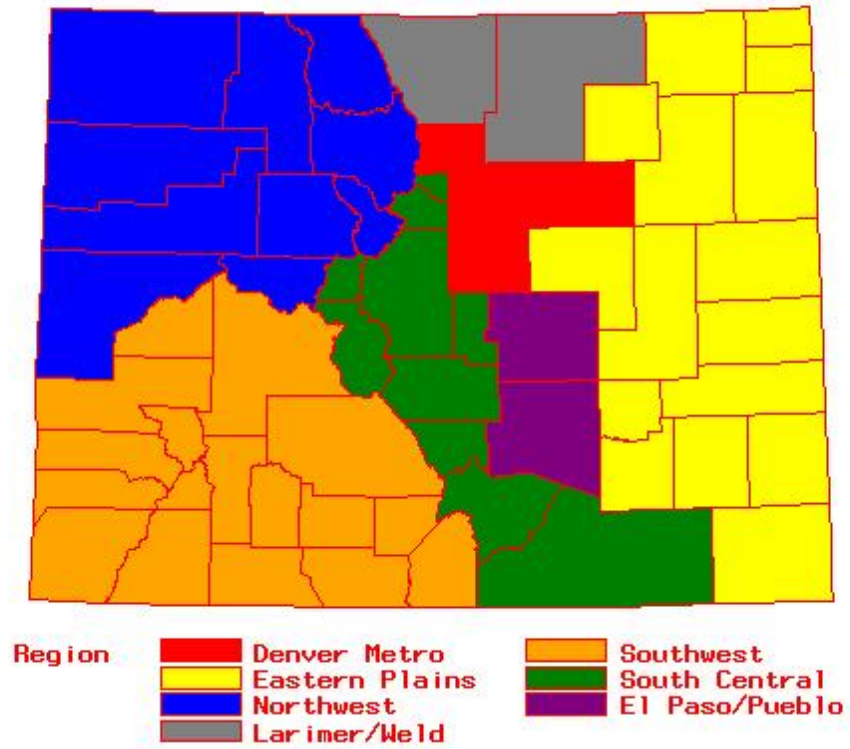 Region Denver Metro Southwest
Eastern Plains South Central
Northwest El Paso/Pueblo
Larimer/Weld